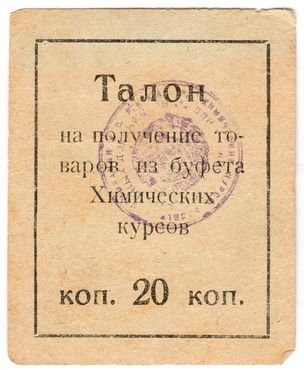 Талон
на получение то-
варов из буфета
Химических
курсов
коп. 20 коп.